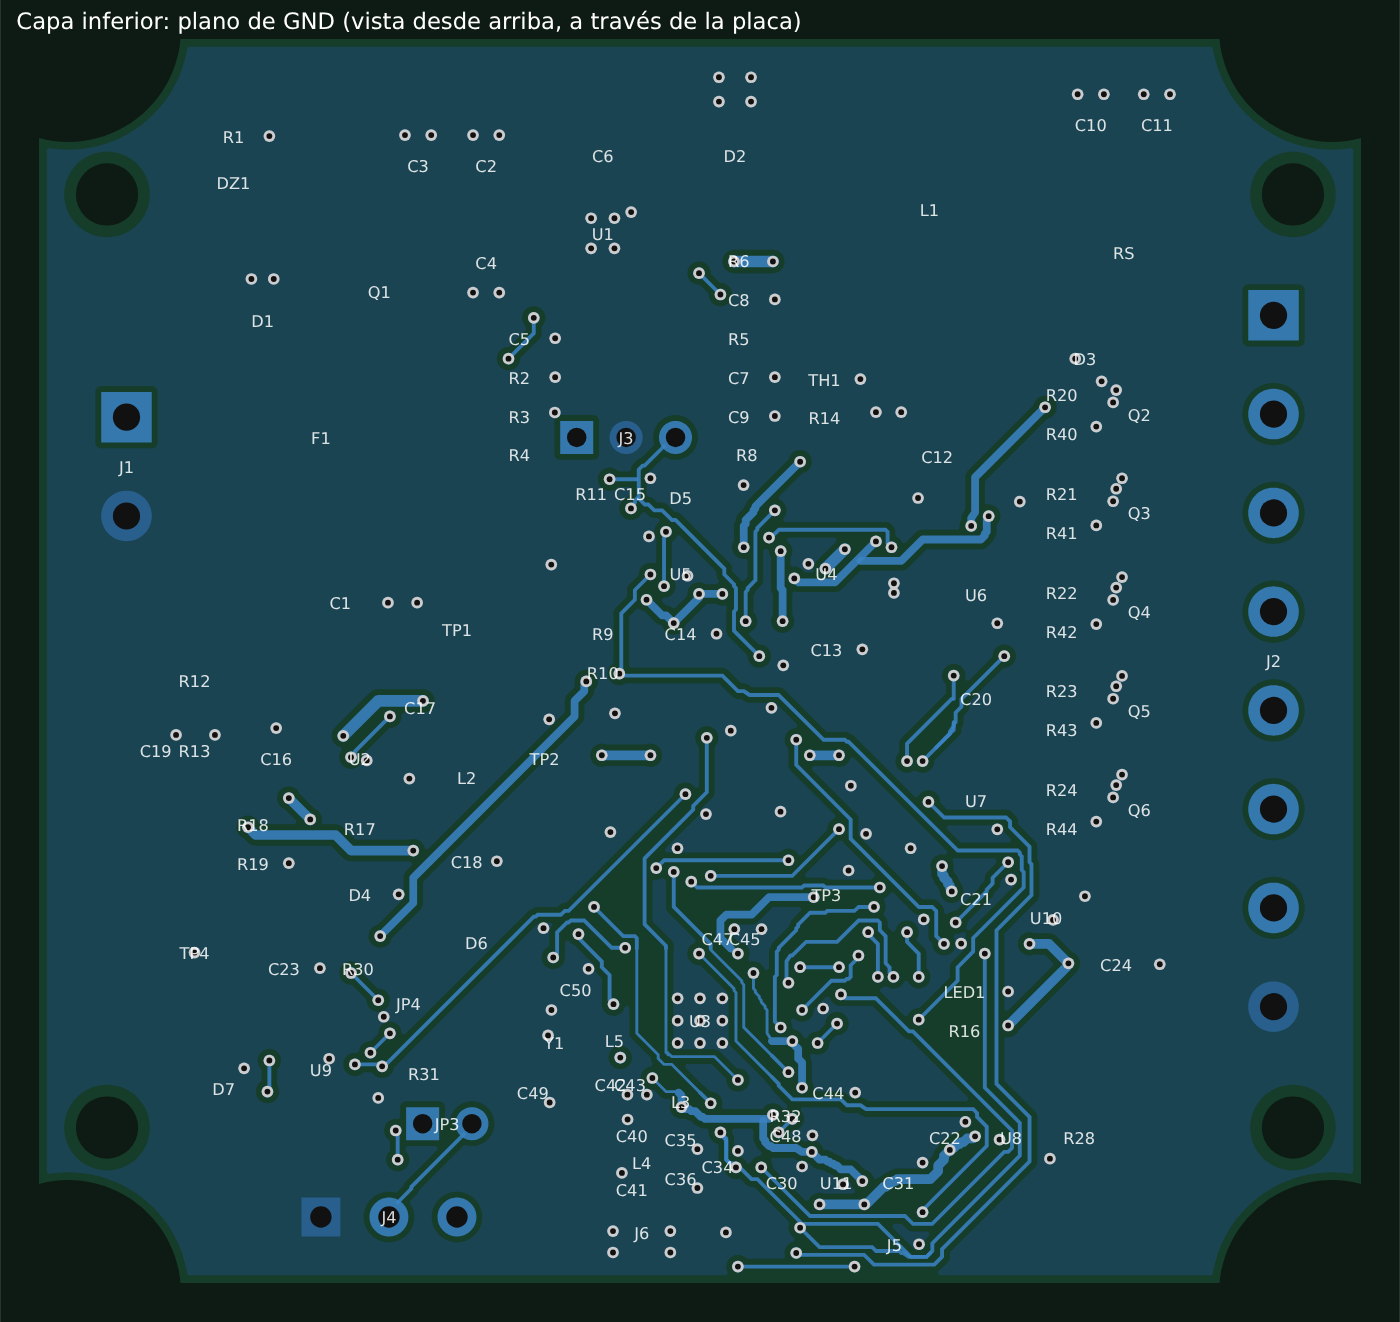 Capa inferior: plano de GND (vista desde arriba, a través de la placa)
C10 C11
R1
C3 C2 C6 D2
DZ1
L1
U1
RS
C4
R6
Q1
C8
D1
C5 R5
D3
R2 C7 TH1
R20
R3 C9 R14 Q2
F1 J3 R40
J1 R4 R8 C12
R11 C15 D5 R21
Q3
R41
U5 U4
C1 U6 R22
Q4
TP1 R9 C14 R42
C13
J2
R12 R10
R23
C20
C17 Q5
R43
C19 R13 C16 U2 TP2
L2
R24
U7
Q6
R18 R17 R44
R19 C18
D4 TP3 C21
U10
D6 C47 C45
TP4
C23 R30 C24
C50 LED1
JP4
U3
R16
Y1 L5
U9 R31
D7 C49 C42 C43 C44
L3
JP3 R32
C40 C35 C48 C22 U8 R28
L4 C34
C41 C36 C30 U11 C31
J4
J6 J5